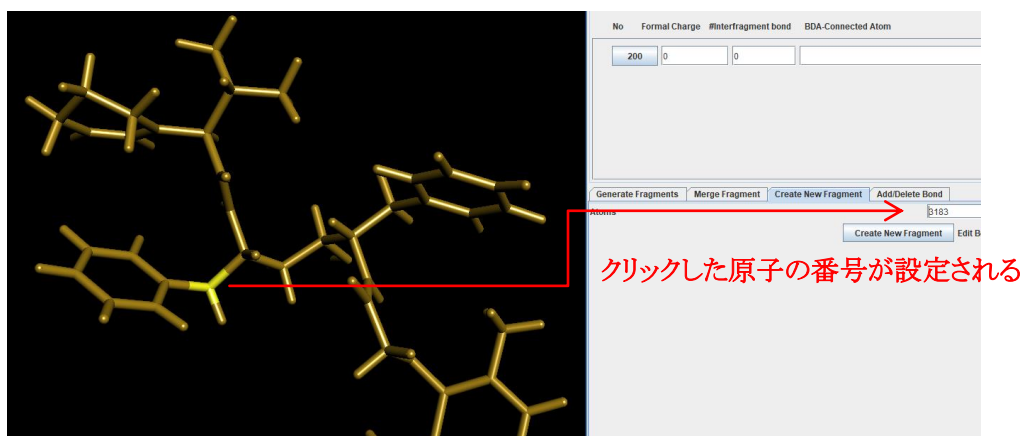 No Formal Charge #Interfragment bond BDA-Connected Atom
200 0 0
Generate Fragments Merge Fragment Create New Fragment Add/Delete Bond
Atoms 3183
Create New Fragment Edit B
クリックした原子の番号が設定される